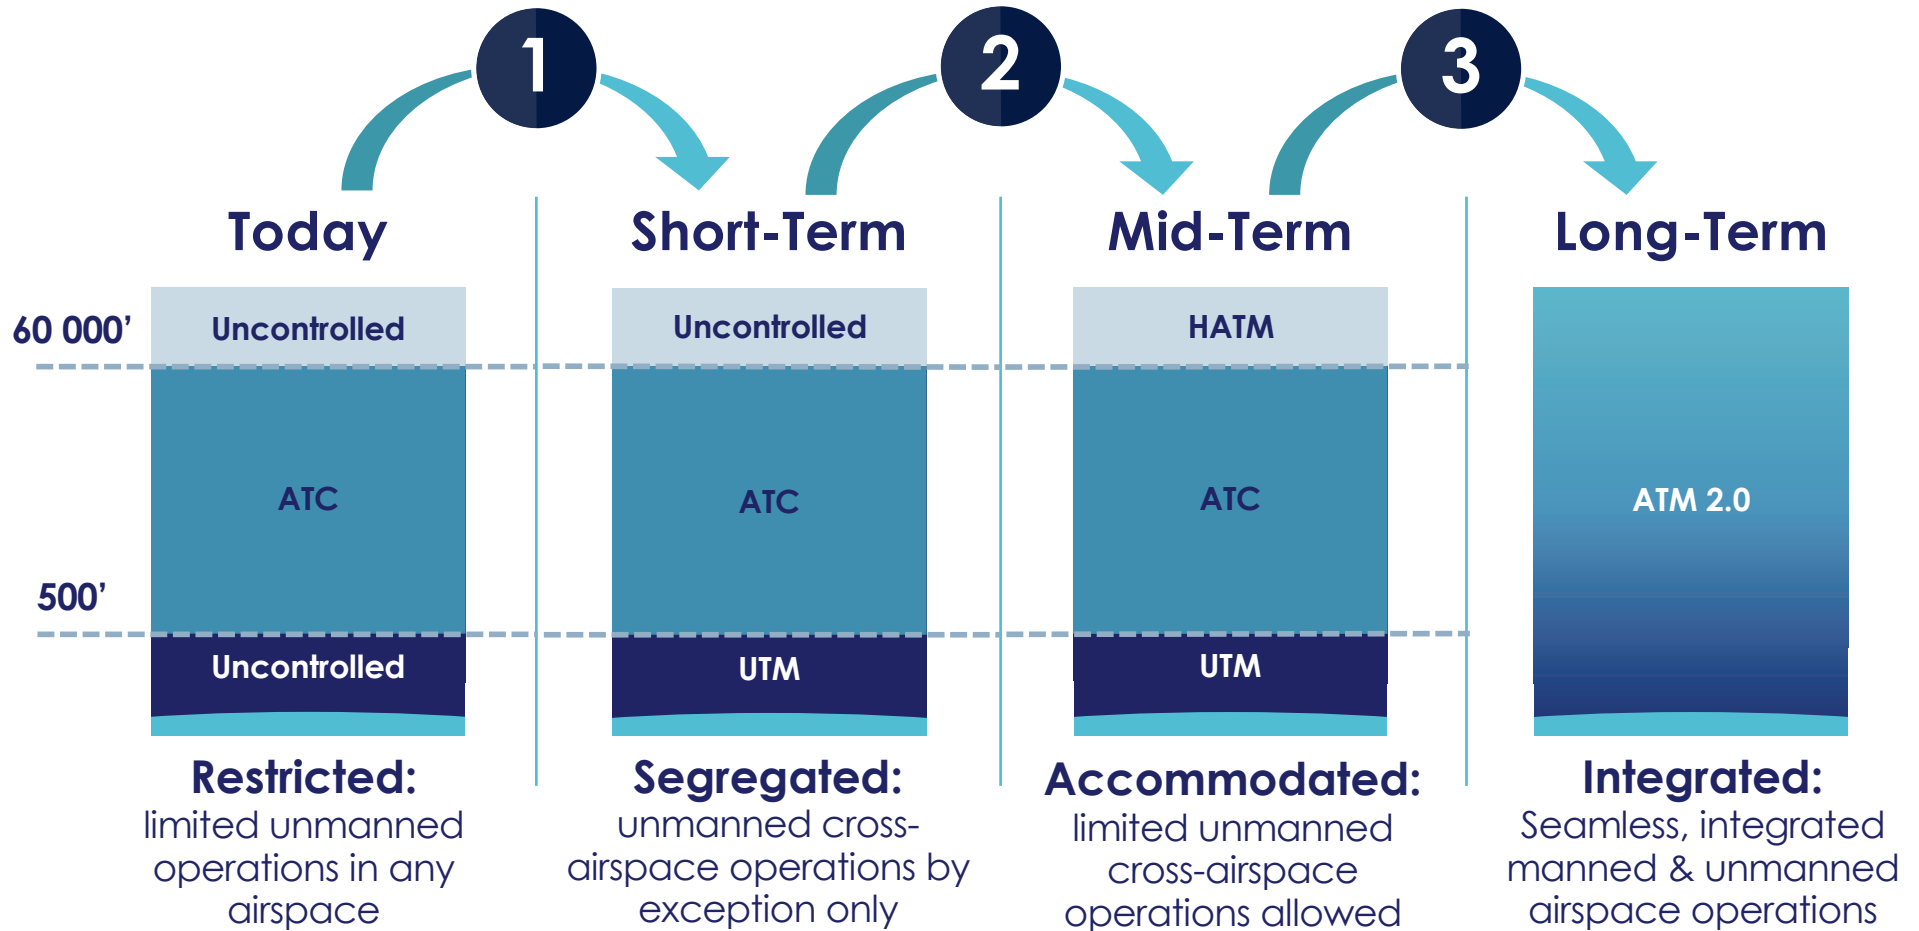 1
2
3
Today
Short-Term
Mid-Term
Long-Term
60 000’
Uncontrolled
Uncontrolled
HATM
ATC
ATC
ATC
ATM 2.0
500’
Uncontrolled
UTM
UTM
Restricted:
limited unmanned
operations in any
airspace
Segregated:
unmanned cross-
airspace operations by
exception only
Accommodated:
limited unmanned
cross-airspace
operations allowed
Integrated:
Seamless, integrated
manned & unmanned
airspace operations